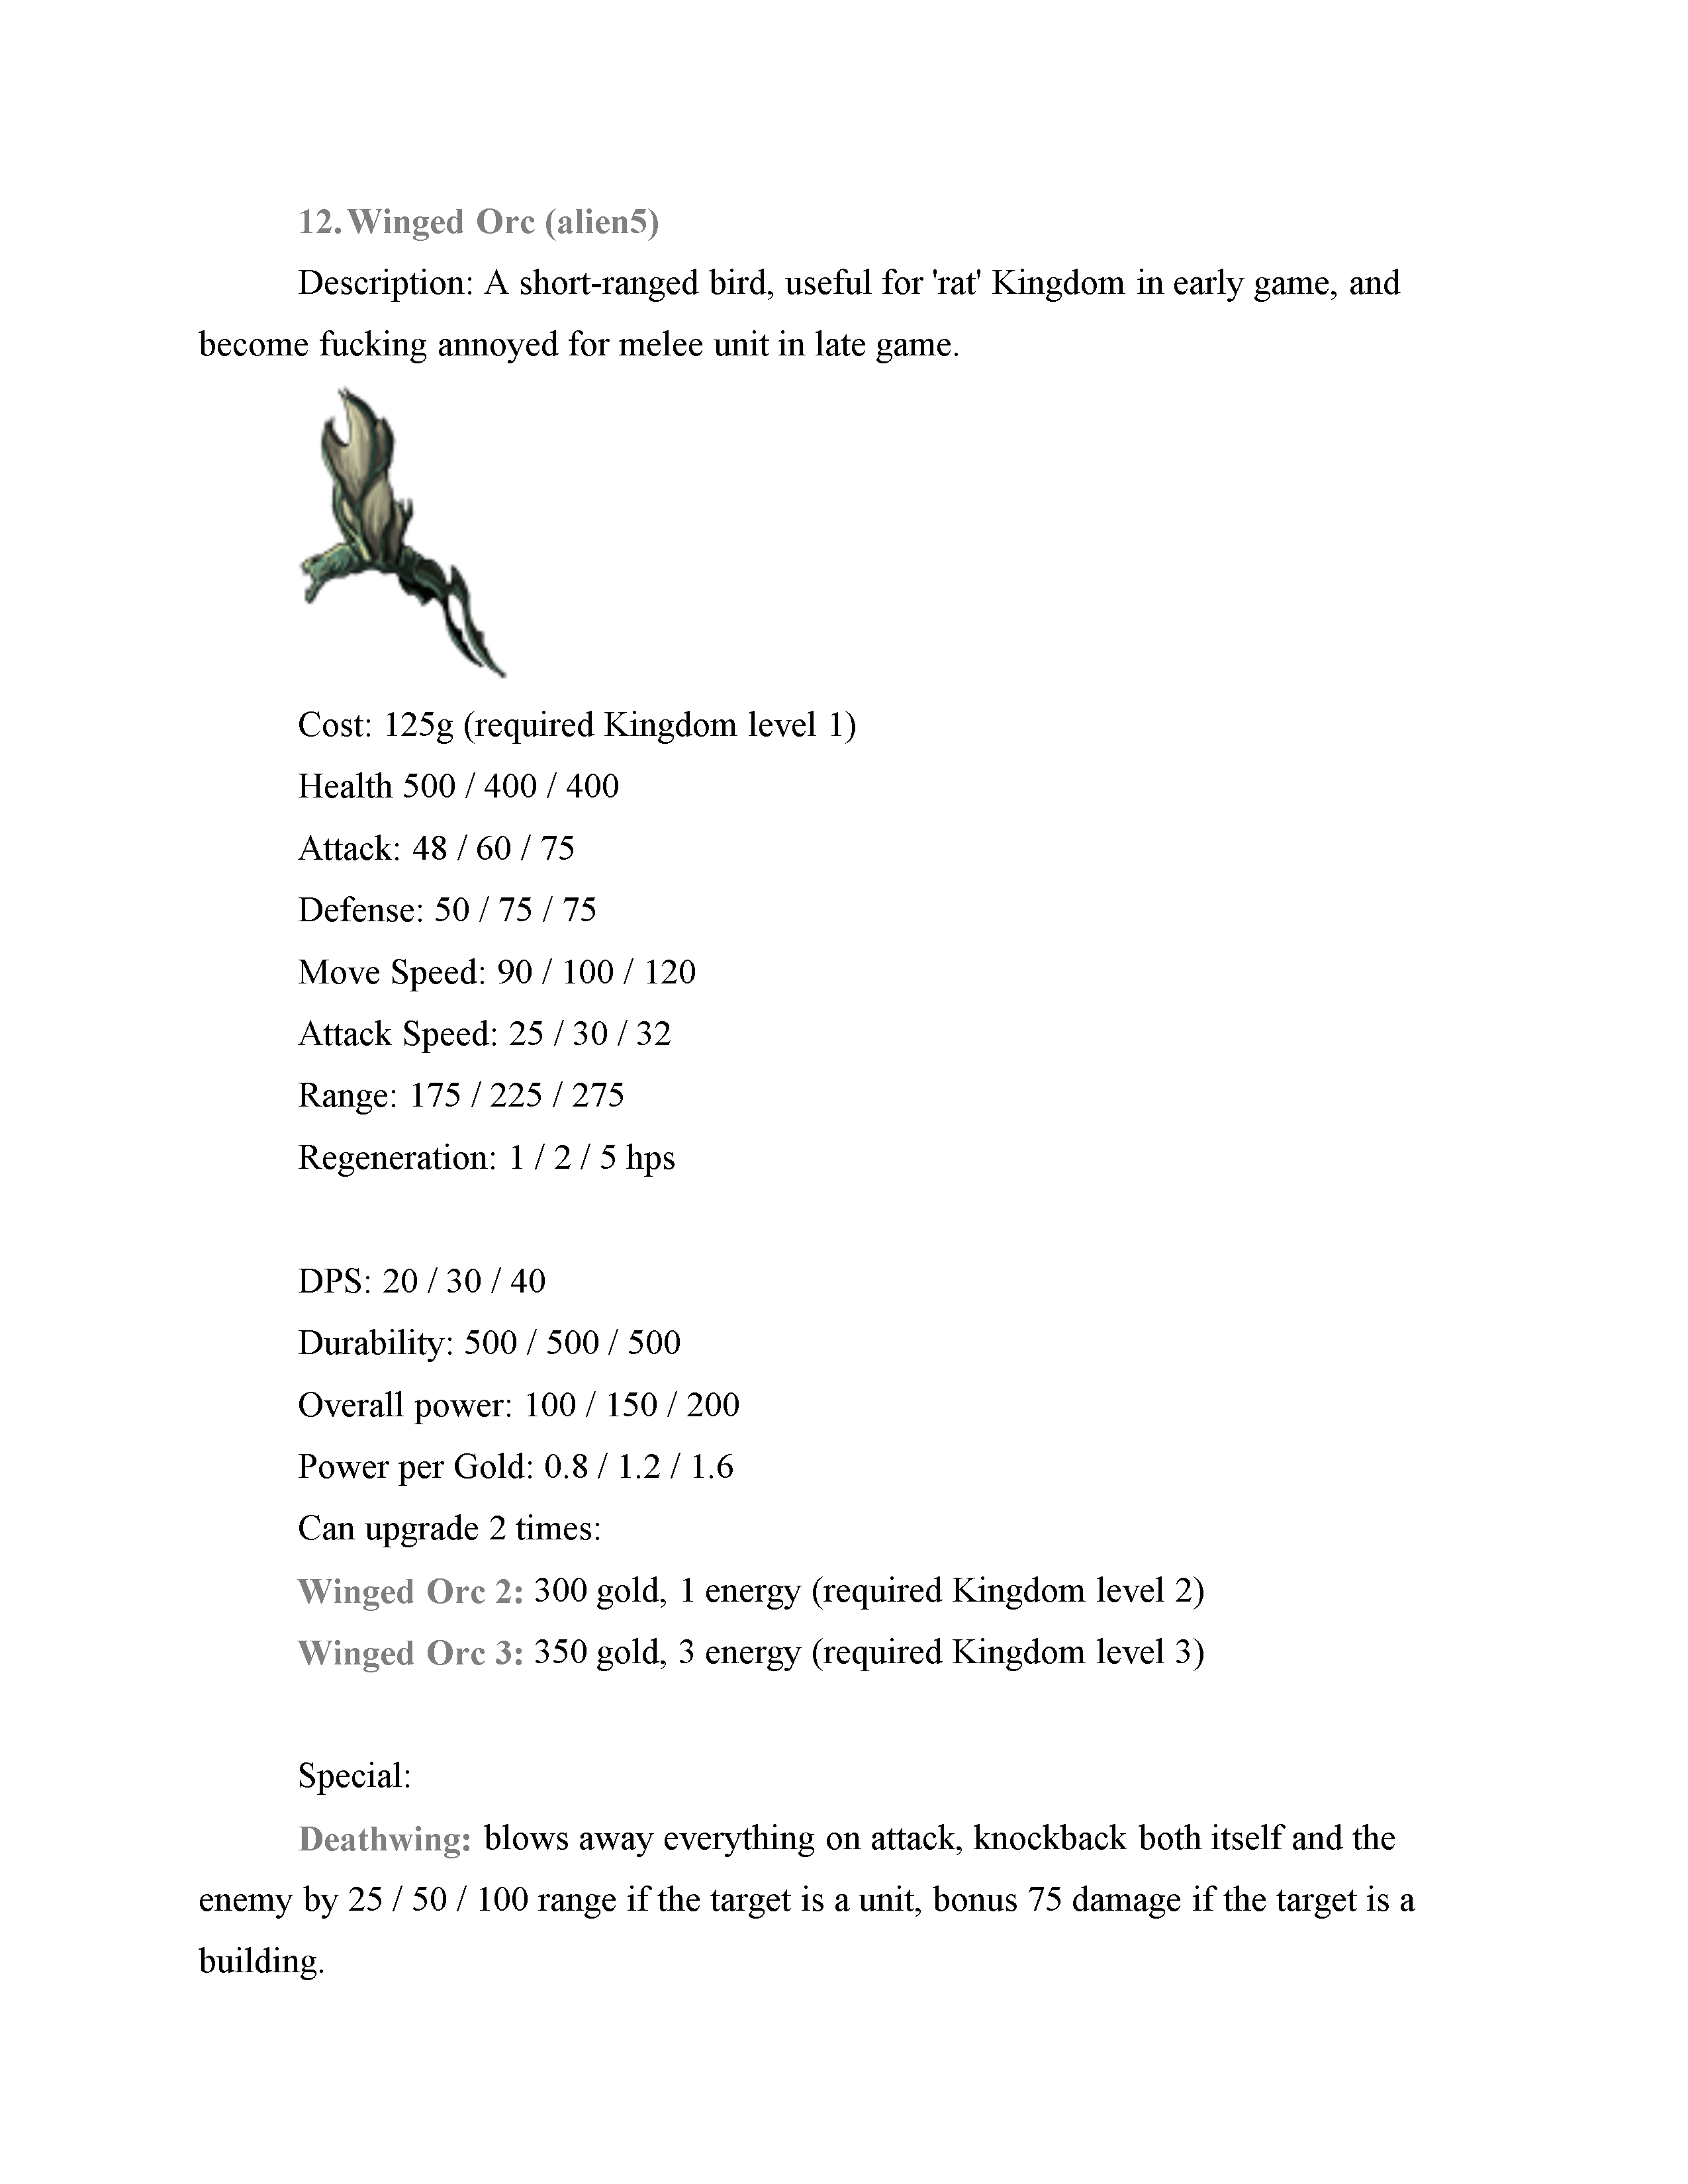 12. Winged Orc (alien5)
Description: A short-ranged bird, useful for 'rat' Kingdom in early game, and
become fucking annoyed for melee unit in late game.
Cost: 125g (required Kingdom level 1)
Health 500 / 400 / 400
Attack: 48 / 60 / 75
Defense: 50 / 75 / 75
Move Speed: 90 / 100 / 120
Attack Speed: 25 / 30 / 32
Range: 175 / 225 / 275
Regeneration: 1 / 2 / 5 hps
DPS: 20 / 30 / 40
Durability: 500 / 500 / 500
Overall power: 100 / 150 / 200
Power per Gold: 0.8 / 1.2 / 1.6
Can upgrade 2 times:
Winged Orc 2: 300 gold, 1 energy (required Kingdom level 2)
Winged Orc 3: 350 gold, 3 energy (required Kingdom level 3)
Special:
Deathwing: blows away everything on attack, knockback both itself and the
enemy by 25 / 50 / 100 range if the target is a unit, bonus 75 damage if the target is a
building.